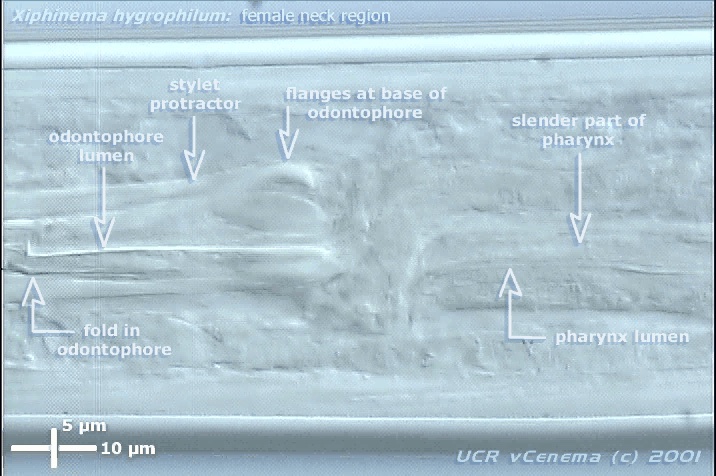 Xiphinema hygrophilum: female neck region
stylet
protractor
flanges at base of
odontophore
slender part of
pharynx
odontophore
lumen
fold in
odontophore
pharynx lumen
5 µm
10 µm
UCR vCenema (c) 2001